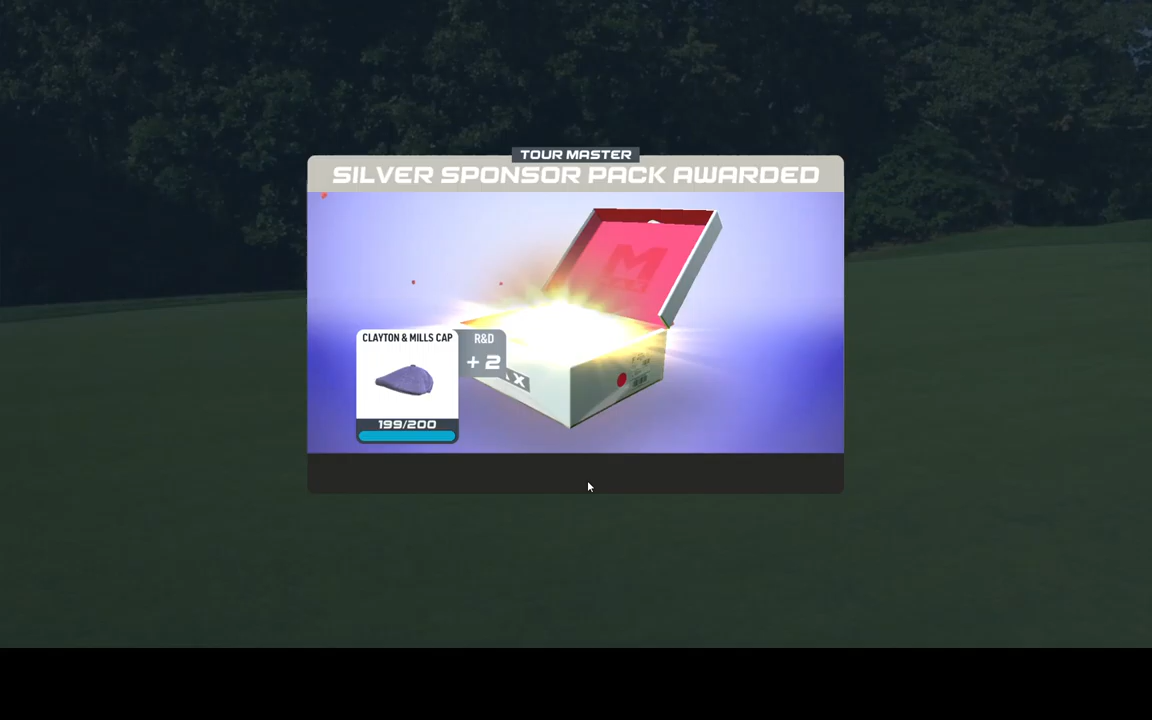 TOUR MASTER
SILVER SPONSOR PACK AWARDED
M
CLAYTON & MILLS CAP
R&D
+ 2
199/200